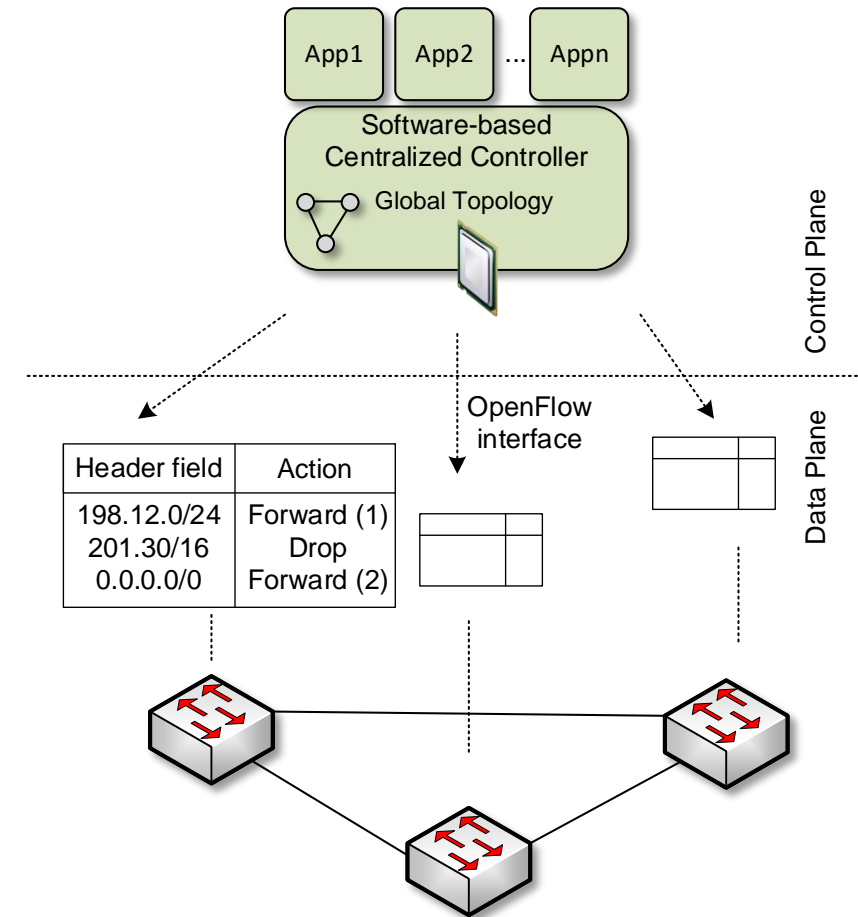 App1 App2 ... Appn
Software-based
Centralized Controller
Global Topology
Control Plane
OpenFlow
interface
Data Plane
Header field Action
198.12.0/24 Forward (1)
201.30/16 Drop
0.0.0.0/0 Forward (2)